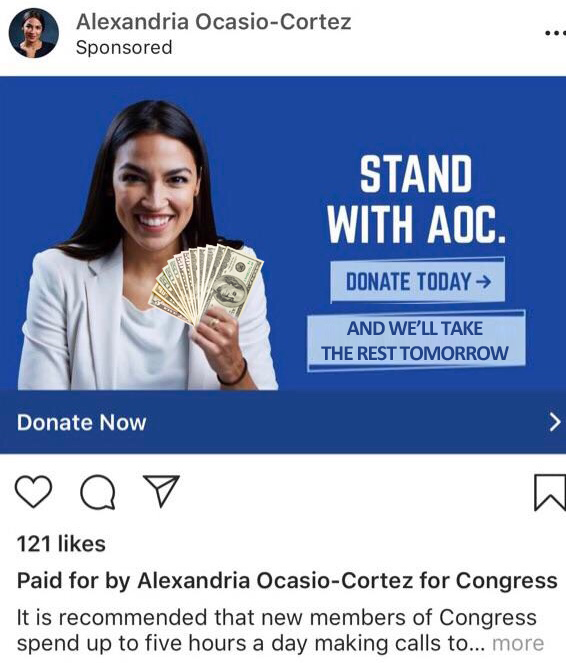 Alexandria Ocasio-Cortez
Sponsored
STAND
WITH AOC.
DONATE TODAY →
AND WE'LL TAKE
THE REST TOMORROW
Donate Now
121 likes
Paid for by Alexandria Ocasio-Cortez for Congress
It is recommended that new members of Congress
spend up to five hours a day making calls to... more